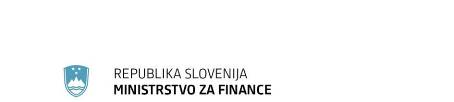 REPUBLIKA SLOVENIJA
MINISTRSTVO ZA FINANCE